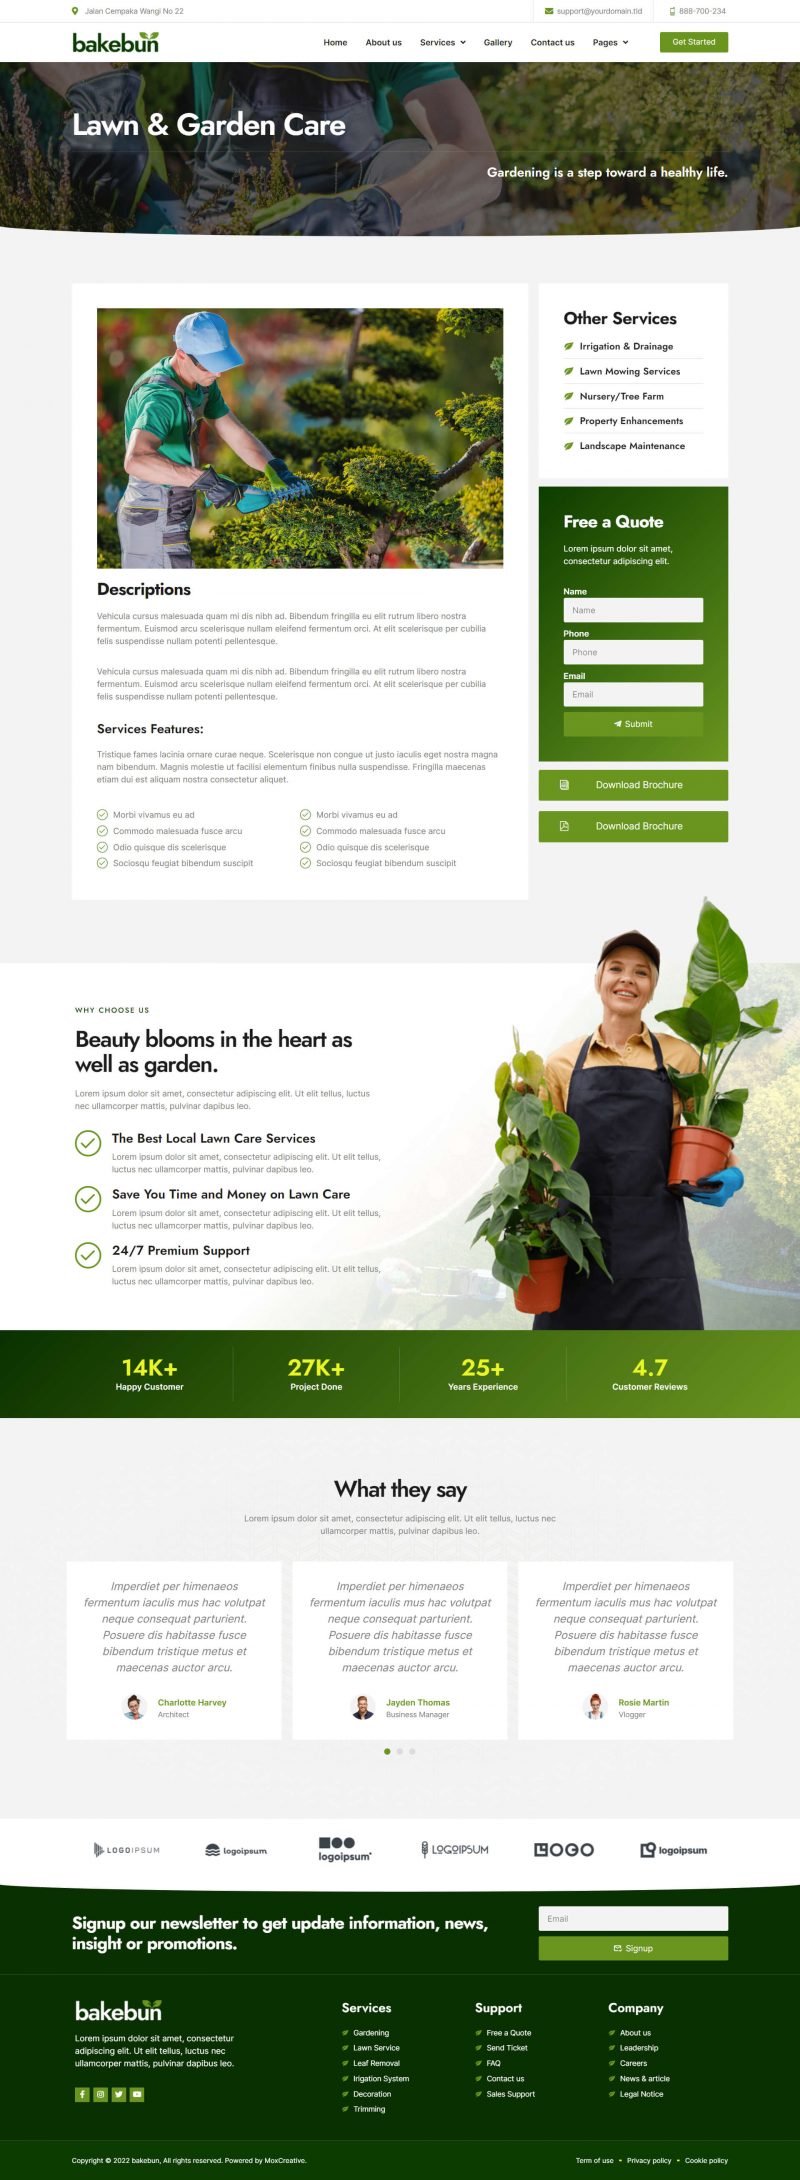 Jalan Cempaka Wangi No 22
support@yourdomain.tld
888-700-234
bakebun
Home
About us
Services
Gallery
Contact us
Pages
Get Started
Lawn & Garden Care
Gardening is a step toward a healthy life.
Descriptions
Vehicula cursus malesuada quam mi dis nibh ad. Bibendum fringilla eu elit rutrum libero nostra
fermentum. Euismod arcu scelerisque nullam eleifend fermentum orci. At elit scelerisque per cubilia
felis suspendisse nullam potenti pellentesque.
Vehicula cursus malesuada quam mi dis nibh ad. Bibendum fringilla eu elit rutrum libero nostra
fermentum. Euismod arcu scelerisque nullam eleifend fermentum orci. At elit scelerisque per cubilia
felis suspendisse nullam potenti pellentesque.
Services Features:
Tristique fames lacinia ornare curae neque. Scelerisque non congue ut justo iaculis eget nostra magna
nam bibendum. Magnis molestie ut facilisi elementum finibus nulla suspendisse. Fringilla maecenas
etiam dui est aliquam nostra consectetur aliquet.
Morbi vivamus eu ad
Commodo malesuada fusce arcu
Odio quisque dis scelerisque
Sociosqu feugiat bibendum suscipit
Morbi vivamus eu ad
Commodo malesuada fusce arcu
Odio quisque dis scelerisque
Sociosqu feugiat bibendum suscipit
Other Services
Irrigation & Drainage
Lawn Mowing Services
Nursery/Tree Farm
Property Enhancements
Landscape Maintenance
Free a Quote
Lorem ipsum dolor sit amet,
consectetur adipiscing elit.
Name
Name
Phone
Phone
Email
Email
Submit
Download Brochure
Download Brochure
WHY CHOOSE US
Beauty blooms in the heart as
well as garden.
Lorem ipsum dolor sit amet, consectetur adipiscing elit. Ut elit tellus, luctus
nec ullamcorper mattis, pulvinar dapibus leo.
The Best Local Lawn Care Services
Lorem ipsum dolor sit amet, consectetur adipiscing elit. Ut elit tellus,
luctus nec ullamcorper mattis, pulvinar dapibus leo.
Save You Time and Money on Lawn Care
Lorem ipsum dolor sit amet, consectetur adipiscing elit. Ut elit tellus,
luctus nec ullamcorper mattis, pulvinar dapibus leo.
24/7 Premium Support
Lorem ipsum dolor sit amet, consectetur adipiscing elit. Ut elit tellus,
luctus nec ullamcorper mattis, pulvinar dapibus leo.
14K+
Happy Customer
27K+
Project Done
25+
Years Experience
4.7
Customer Reviews
What they say
Lorem ipsum dolor sit amet, consectetur adipiscing elit. Ut elit tellus, luctus nec
ullamcorper mattis, pulvinar dapibus leo.
Imperdiet per himenaeos
fermentum iaculis mus hac volutpat
neque consequat parturient.
Posuere dis habitasse fusce
bibendum tristique metus et
maecenas auctor arcu.
Charlotte Harvey
Architect
Imperdiet per himenaeos
fermentum iaculis mus hac volutpat
neque consequat parturient.
Posuere dis habitasse fusce
bibendum tristique metus et
maecenas auctor arcu.
Jayden Thomas
Business Manager
Imperdiet per himenaeos
fermentum iaculis mus hac volutpat
neque consequat parturient.
Posuere dis habitasse fusce
bibendum tristique metus et
maecenas auctor arcu.
Rosie Martin
Vlogger
LOGOIPSUM
logoipsum
logoipsum
LOGOIPSUM
LOGO
logoipsum
Signup our newsletter to get update information, news,
insight or promotions.
Email
Signup
bakebun
Lorem ipsum dolor sit amet, consectetur
adipiscing elit. Ut elit tellus, luctus nec
ullamcorper mattis, pulvinar dapibus leo.
Services
Gardening
Lawn Service
Leaf Removal
Irigation System
Decoration
Trimming
Support
Free a Quote
Send Ticket
FAQ
Contact us
Sales Support
Company
About us
Leadership
Careers
News & article
Legal Notice
Copyright © 2022 bakebun, All rights reserved. Powered by MoxCreative.
Term of use
Privacy policy
Cookie policy